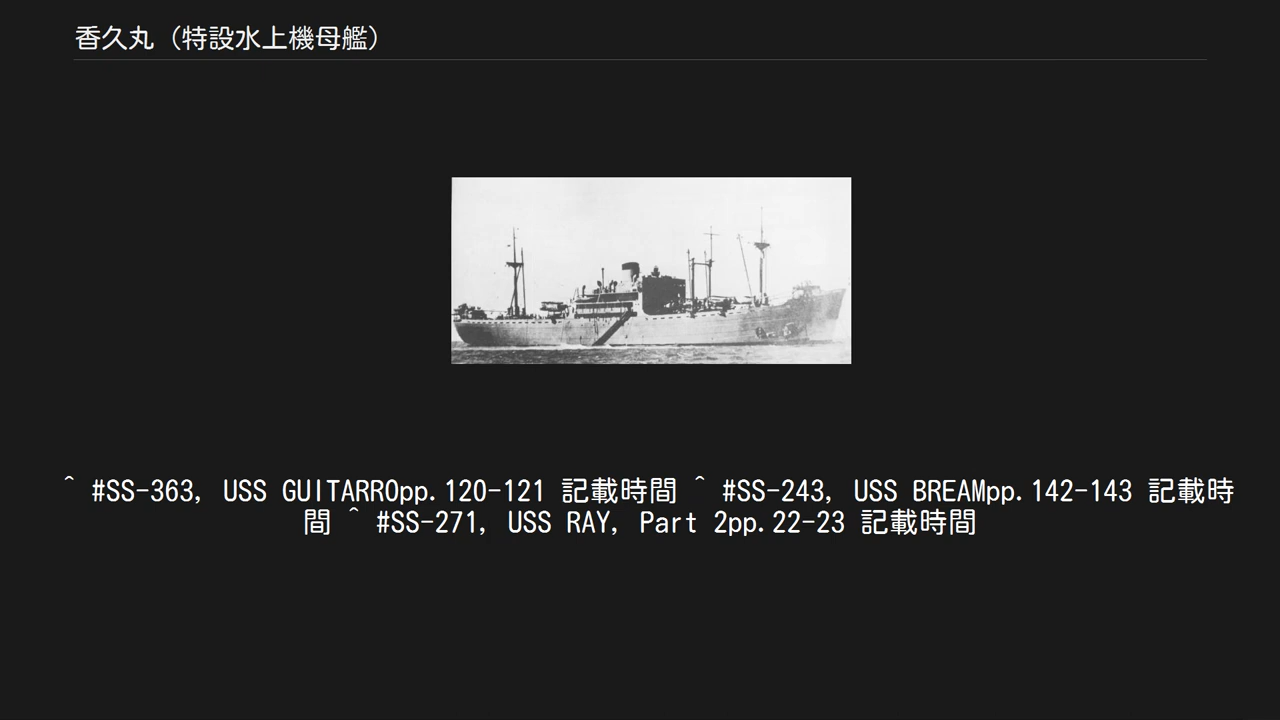 香久丸（特設水上機母艦）
^ #SS-363, USS GUITARROpp.120-121 記載時間 ^ #SS-243, USS BREAMpp.142-143 記載時
間 ^ #SS-271, USS RAY, Part 2pp.22-23 記載時間